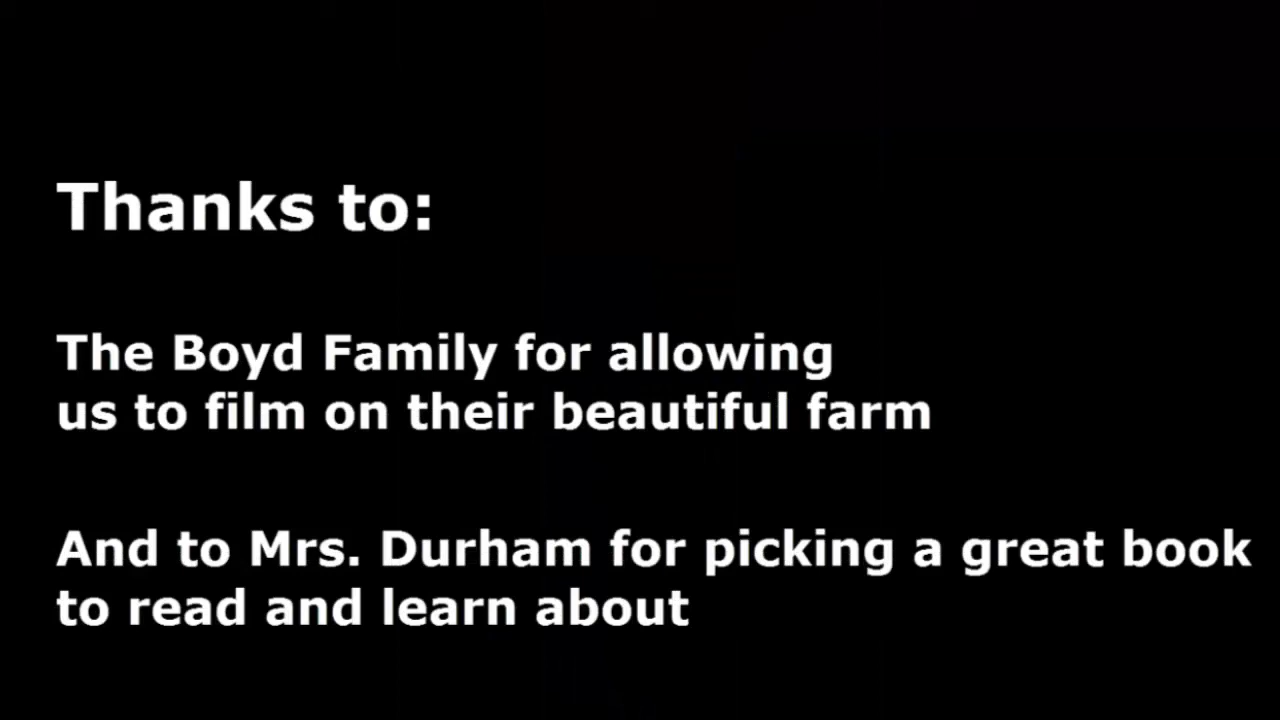 Thanks to:
The Boyd Family for allowing
us to film on their beautiful farm
And to Mrs. Durham for picking a great book
to read and learn about